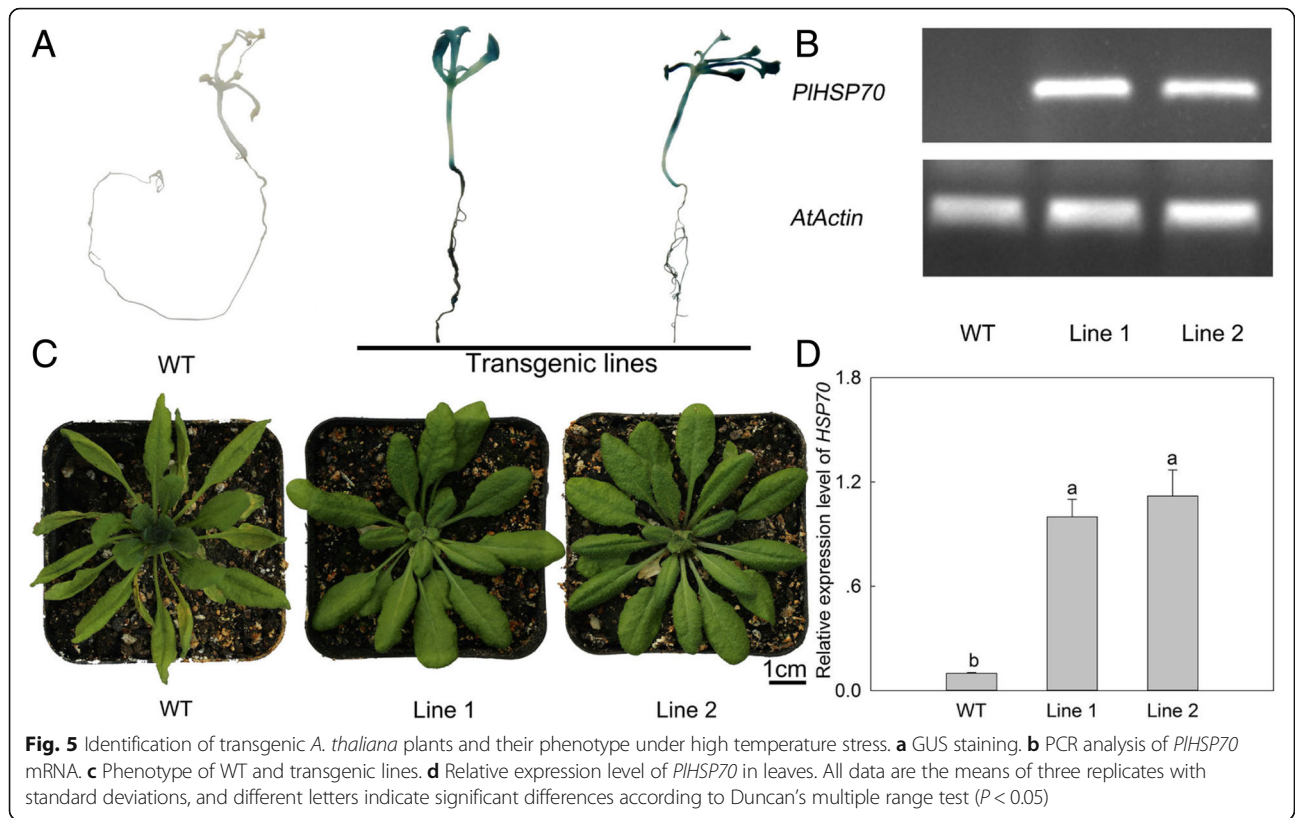 A
B
PlHSP70
AtActin
WT
Line 1
Line 2
WT
Transgenic lines
C
D
1cm
WT
Line 1
Line 2
Relative expression level of HSP70
1.8
1.2
.6
0.0
b
a
a
WT
Line 1
Line 2
Fig. 5 Identification of transgenic A. thaliana plants and their phenotype under high temperature stress. a GUS staining. b PCR analysis of PlHSP70
mRNA. c Phenotype of WT and transgenic lines. d Relative expression level of PlHSP70 in leaves. All data are the means of three replicates with
standard deviations, and different letters indicate significant differences according to Duncan's multiple range test (P < 0.05)